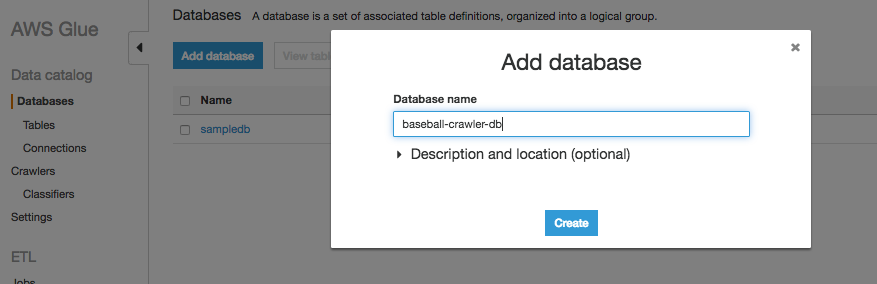 AWS Glue
Data catalog
Databases
Tables
Connections
Crawlers
Classifiers
Settings
ETL
Jobs
Databases A database is a set of associated table definitions, organized into a logical group.
Add database View tabl
Name
sampledb
Add database
Database name
baseball-crawler-db
Description and location (optional)
Create